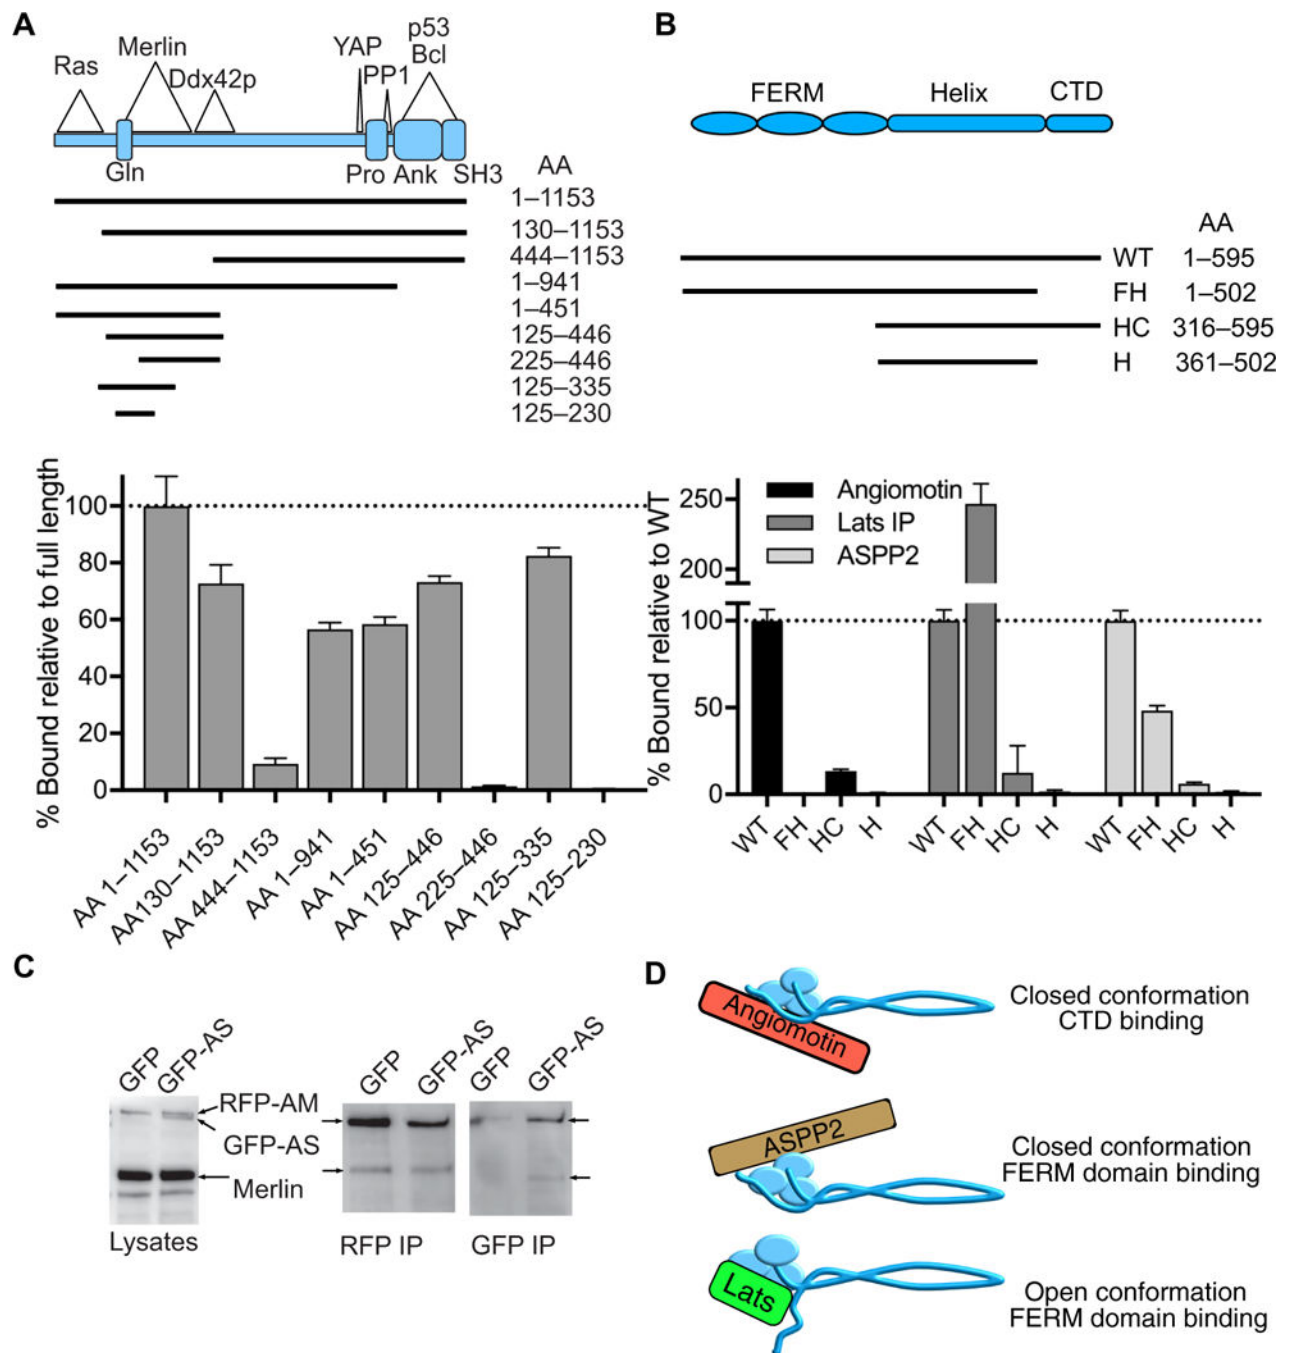 A
Ras
Merlin
Ddx42p
YAP
PP1
p53
Bcl
Gln
Pro Ank SH3
AA
1–1153
130–1153
444–1153
1–941
1–451
125–446
225–446
125–335
125–230
% Bound relative to full length
100
80
60
40
20
0
AA 1–1153
AA130–1153
AA 444–1153
AA 1–941
AA 1–451
AA 125–446
AA 225–446
AA 125–335
AA 125–230
B
FERM Helix CTD
AA
WT 1–595
FH 1–502
HC 316–595
H 361–502
% Bound relative to WT
250
200
100
50
0
Angiomotin
Lats IP
ASPP2
WT FH HC H WT FH HC H WT FH HC H
C
GFP GFP-AS
RFP-AM
GFP-AS
Merlin
Lysates
GFP GFP-AS
RFP IP
GFP GFP-AS
GFP IP
D
Angiomotin
Closed conformation
CTD binding
ASPP2
Closed conformation
FERM domain binding
Lats
Open conformation
FERM domain binding